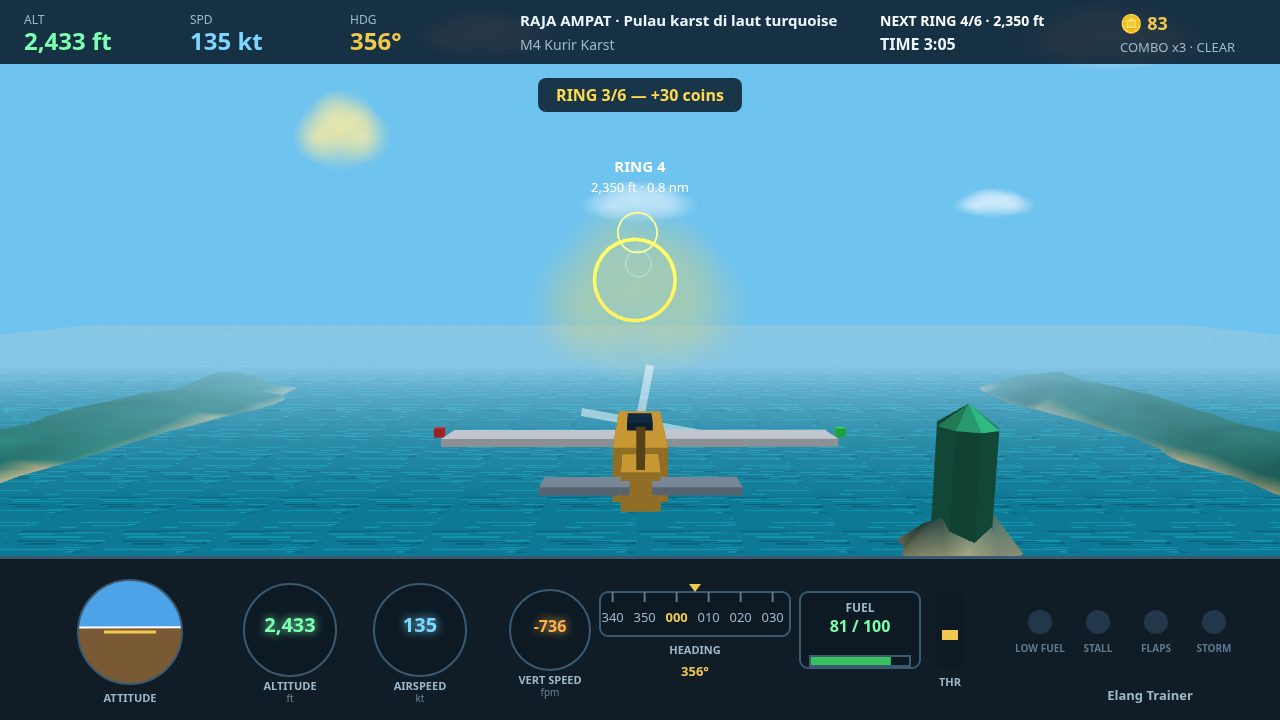 ALT
2,433 ft
SPD
135 kt
HDG
356°
RAJA AMPAT · Pulau karst di laut turquoise
M4 Kurir Karst
NEXT RING 4/6 · 2,350 ft
TIME 3:05
🪙 83
COMBO x3 · CLEAR
RING 3/6 — +30 coins
RING 4
2,350 ft · 0.8 nm
ATTITUDE
2,433
ALTITUDE
ft
135
AIRSPEED
kt
-736
VERT SPEED
fpm
340 350 000 010 020 030
HEADING
356°
FUEL
81 / 100
THR
LOW FUEL
STALL
FLAPS
STORM
Elang Trainer